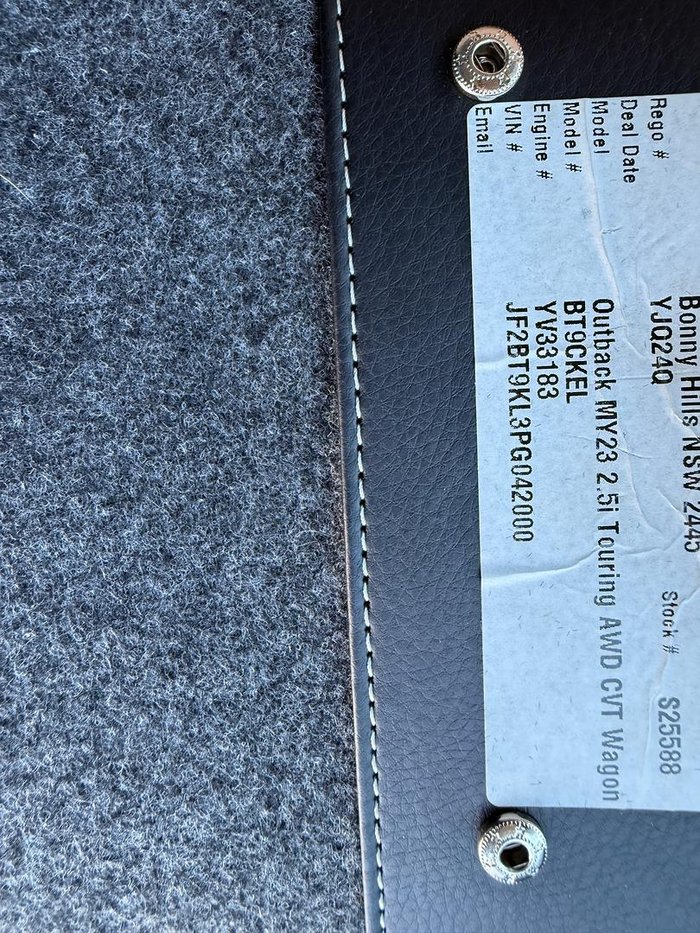 Bonny Hills NSW 2445
Rego # YJQ24Q Stock # S25588
Deal Date
Model Outback MY23 2.5i Touring AWD CVT Wagon
Model # BT9CKEL
Engine # YV33183
VIN # JF2BT9KL3PG042000
Email